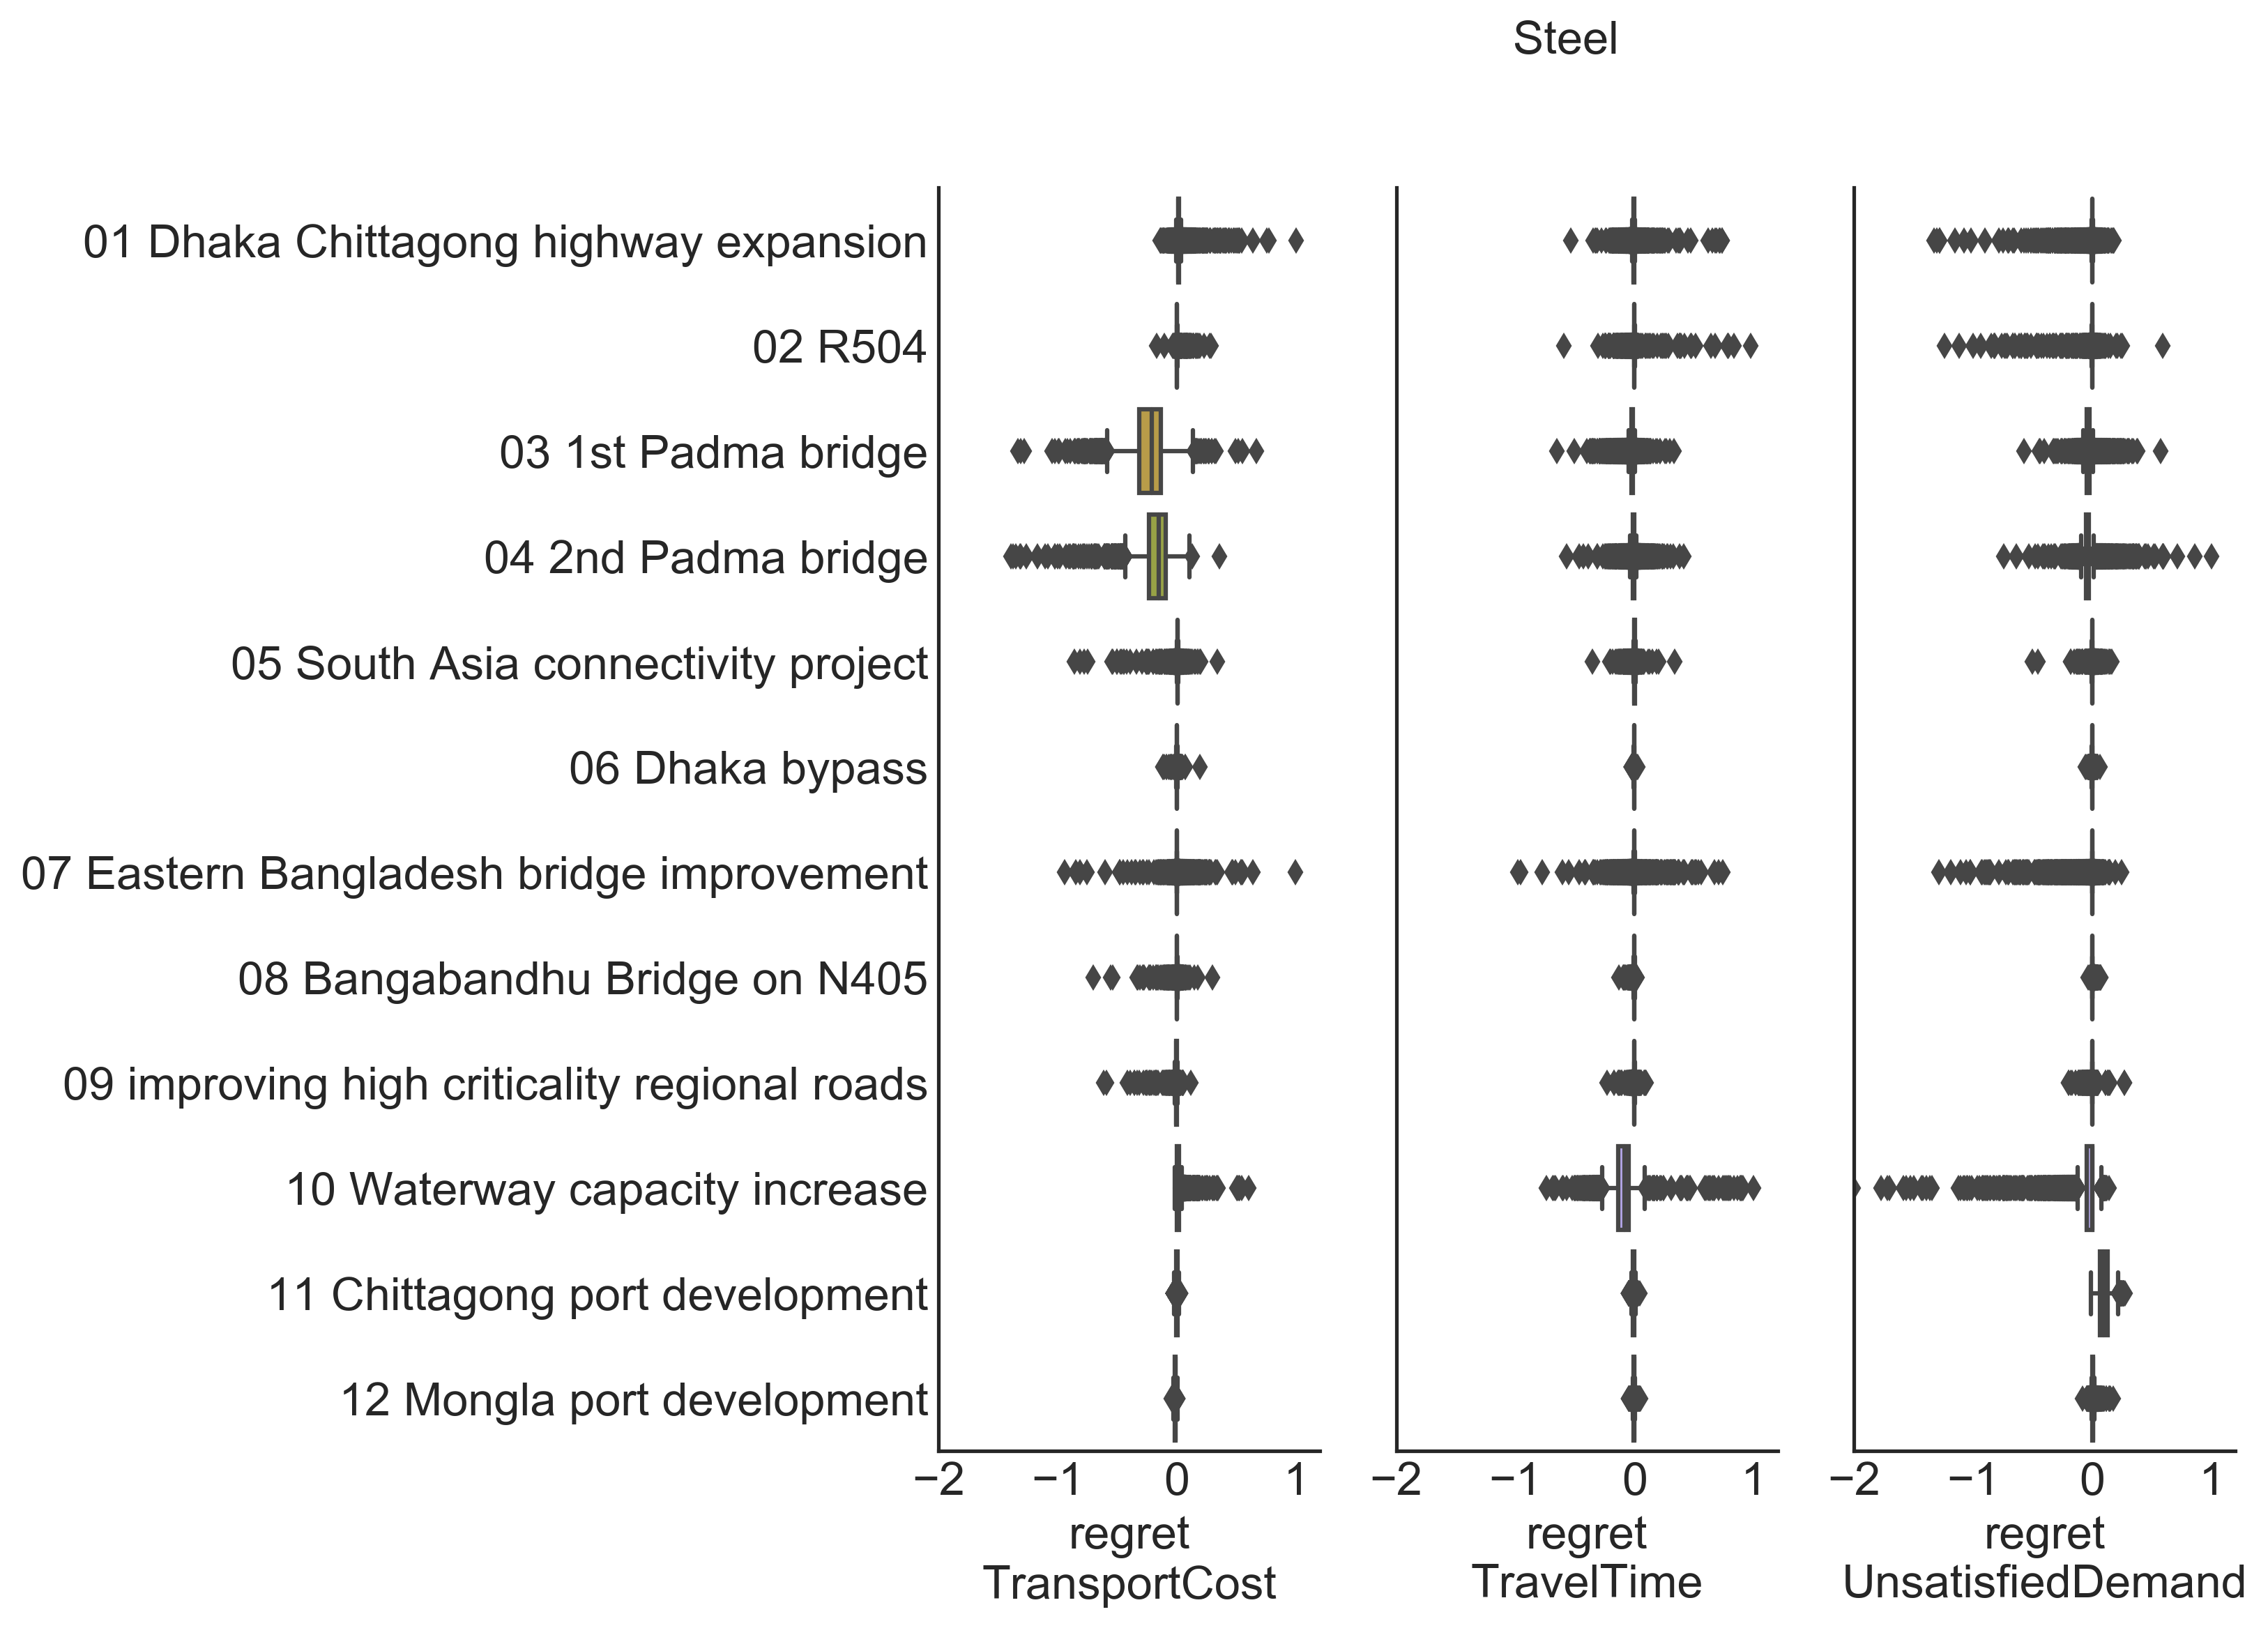 Steel
01 Dhaka Chittagong highway expansion
02 R504
03 1st Padma bridge
04 2nd Padma bridge
05 South Asia connectivity project
06 Dhaka bypass
07 Eastern Bangladesh bridge improvement
08 Bangabandhu Bridge on N405
09 improving high criticality regional roads
10 Waterway capacity increase
11 Chittagong port development
12 Mongla port development
−2 −1 0 1 −2 −1 0 1 −2 −1 0 1
regret regret regret
TransportCost TravelTime UnsatisfiedDemand